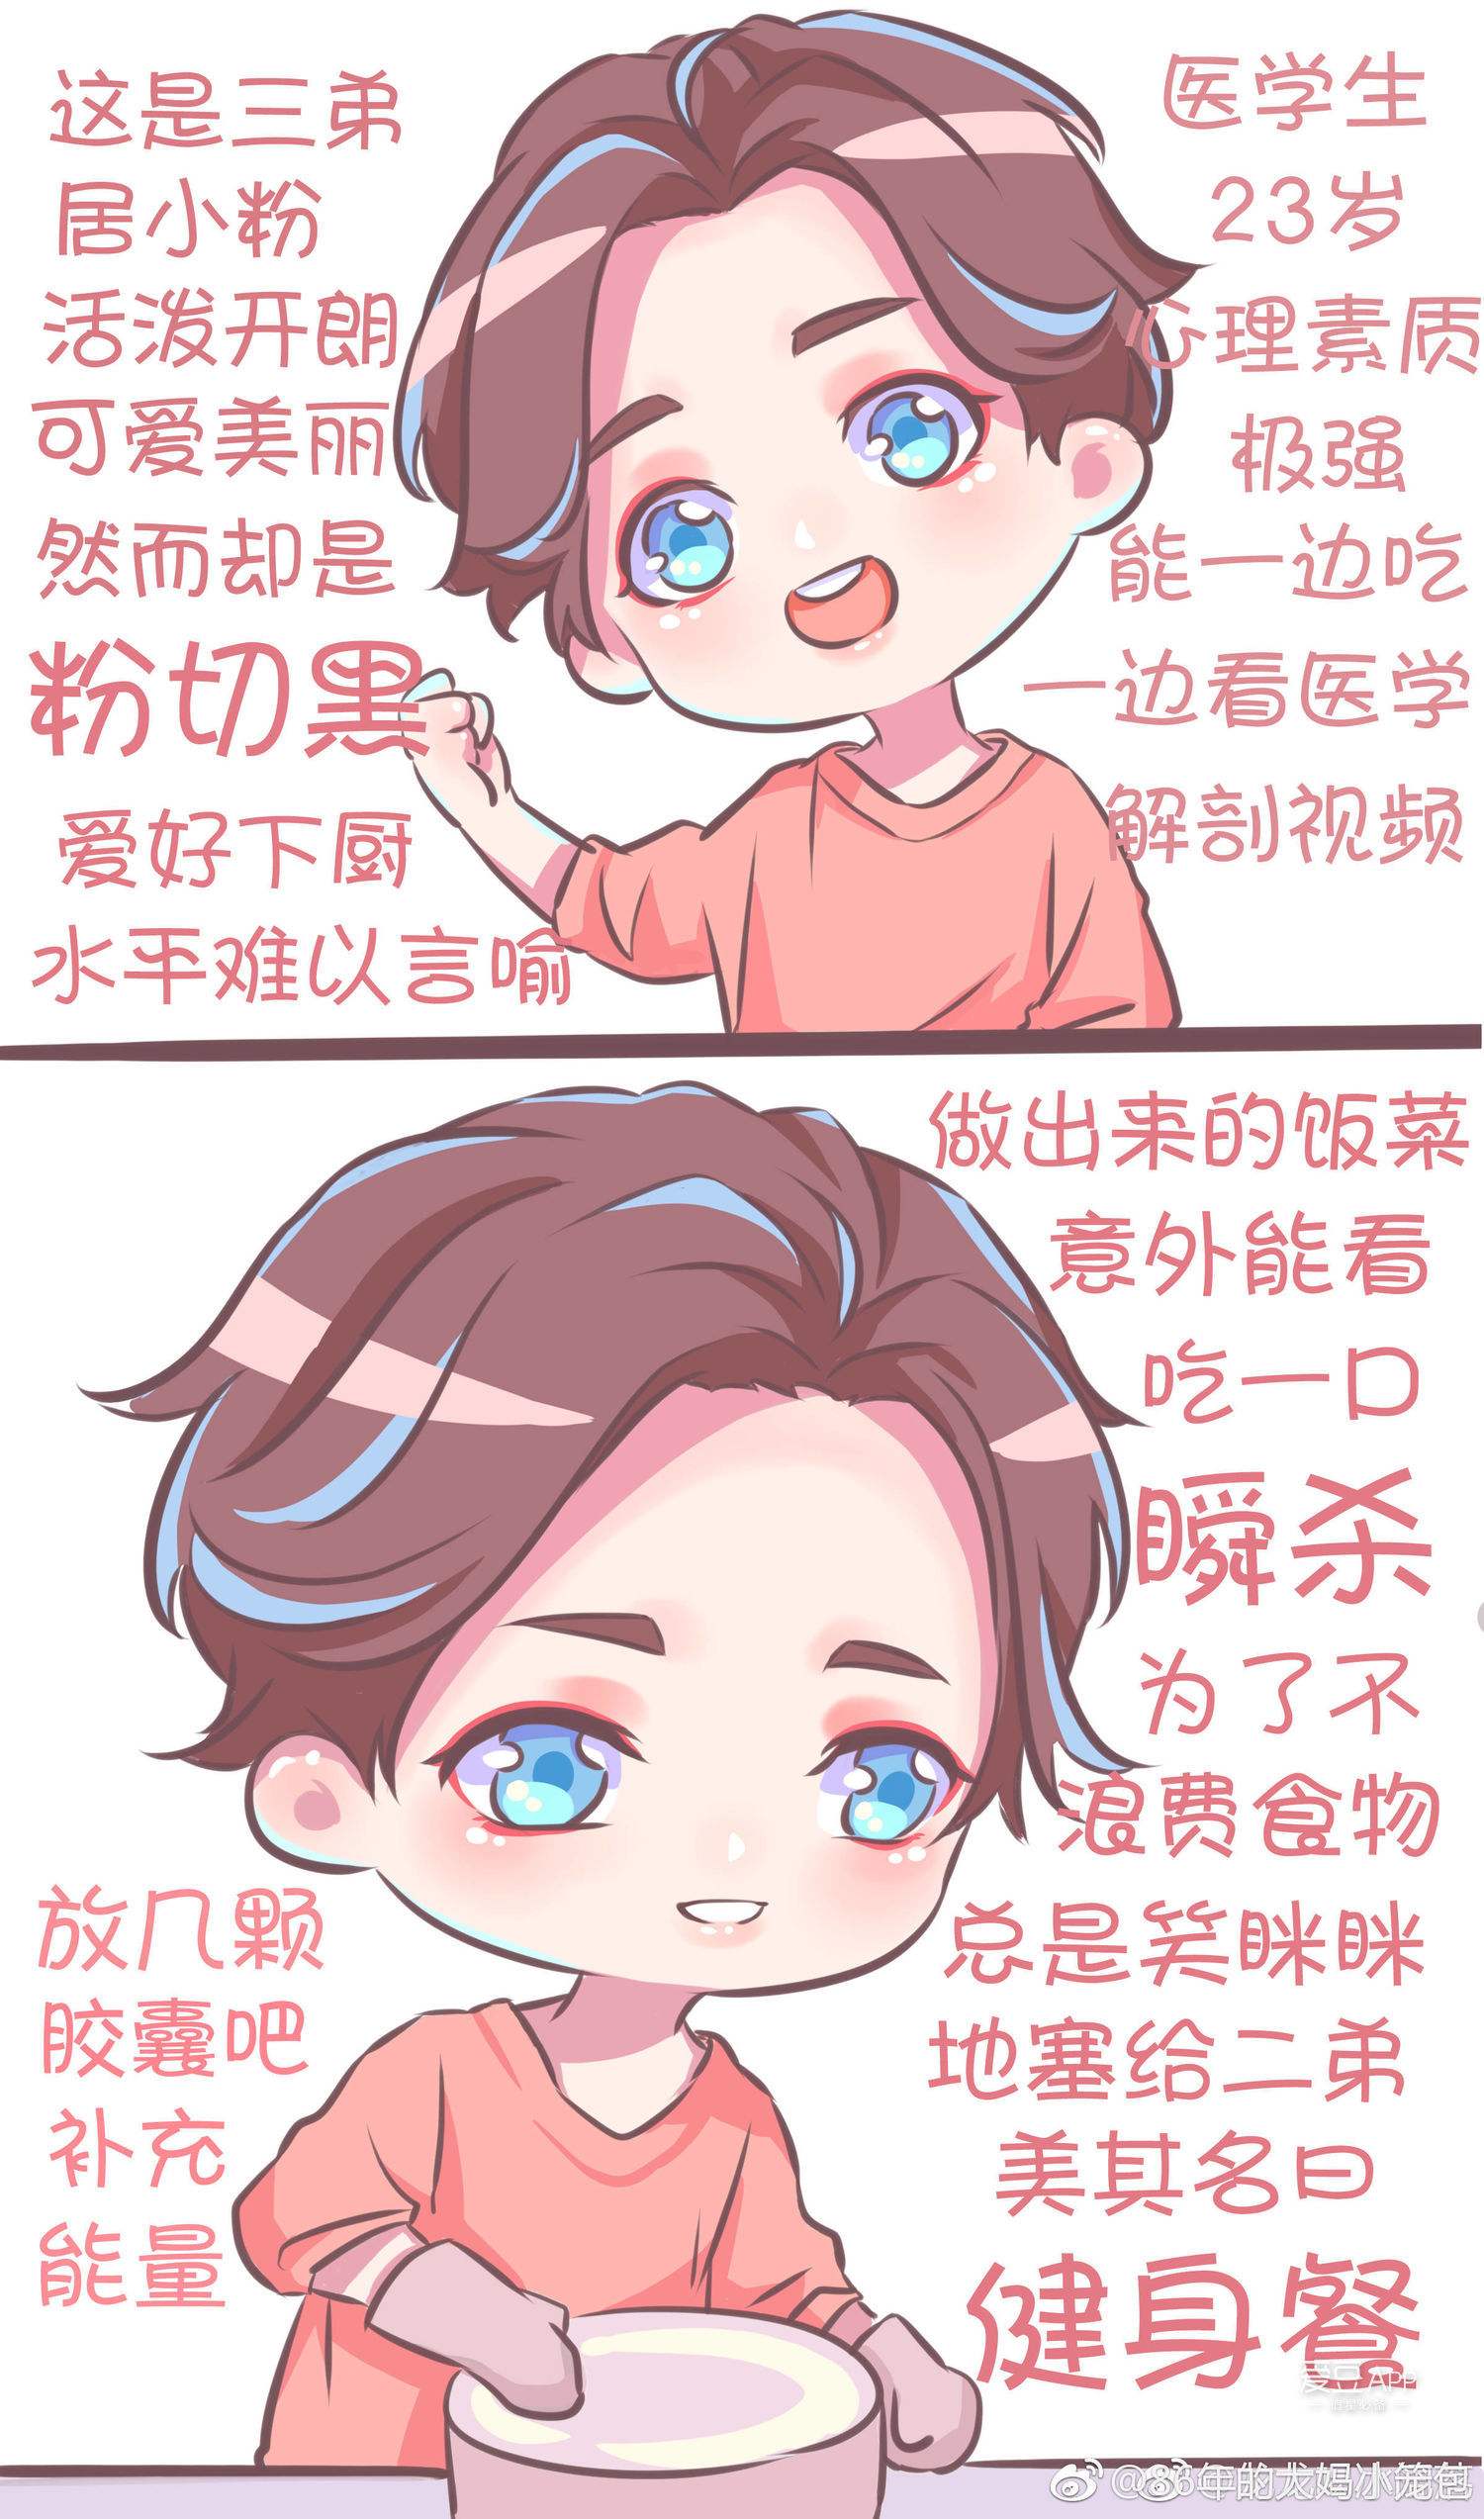 这是三弟
居小粉
活泼开朗
可爱美丽
然而却是
粉切黑
爱好下厨
水平难以言喻
医学生
23岁
心理素质
极强
能一边吃
一边看医学
解剖视频
做出来的饭菜
意外能看
吃一口
瞬杀
为了不
浪费食物
总是笑眯眯
地塞给二弟
美其名曰
健身餐
放几颗
胶囊吧
补充
能量
爱豆APP